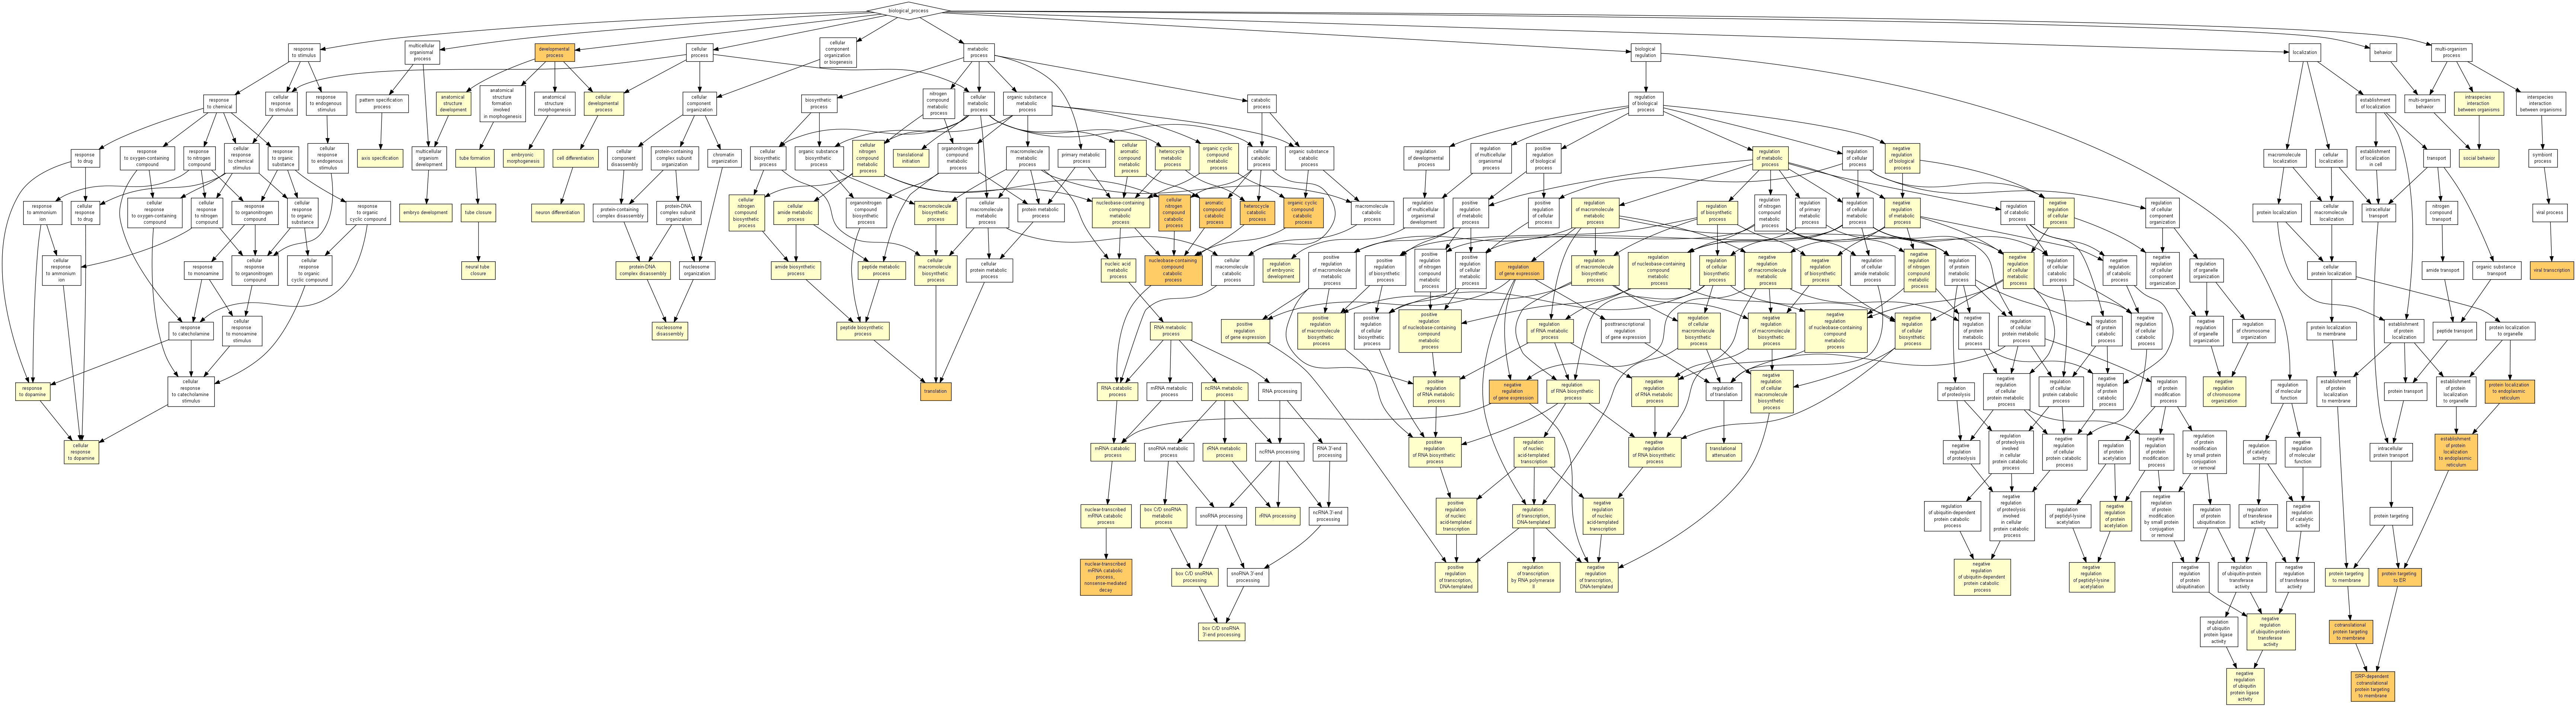 biological_process
response
to stimulus
multicellular
organismal
process
developmental
process
cellular
process
cellular
component
organization
or biogenesis
metabolic
process
biological
regulation
localization
behavior
multi-organism
process
response
to chemical
cellular
response
to stimulus
response
to endogenous
stimulus
pattern specification
process
anatomical
structure
development
anatomical
structure
formation
involved
in morphogenesis
anatomical
structure
morphogenesis
cellular
developmental
process
cellular
component
organization
biosynthetic
process
nitrogen
compound
metabolic
process
cellular
metabolic
process
organic substance
metabolic
process
catabolic
process
regulation
of biological
process
establishment
of localization
multi-organism
behavior
intraspecies
interaction
between organisms
interspecies
interaction
between organisms
response
to drug
response
to oxygen-containing
compound
response
to nitrogen
compound
cellular
response
to chemical
stimulus
response
to organic
substance
cellular
response
to endogenous
stimulus
axis specification
multicellular
organism
development
tube formation
embryonic
morphogenesis
cell differentiation
cellular
component
disassembly
protein-containing
complex subunit
organization
chromatin
organization
cellular
biosynthetic
process
organic substance
biosynthetic
process
cellular
nitrogen
compound
metabolic
process
translational
initiation
organonitrogen
compound
metabolic
process
macromolecule
metabolic
process
primary metabolic
process
cellular
aromatic
compound
metabolic
process
heterocycle
metabolic
process
organic cyclic
compound
metabolic
process
cellular
catabolic
process
organic substance
catabolic
process
regulation
of developmental
process
regulation
of multicellular
organismal
process
positive
regulation
of biological
process
regulation
of metabolic
process
regulation
of cellular
process
negative
regulation
of biological
process
macromolecule
localization
cellular
localization
establishment
of localization
in cell
transport
social behavior
symbiont
process
response
to ammonium
ion
cellular
response
to drug
cellular
response
to oxygen-containing
compound
cellular
response
to nitrogen
compound
response
to organonitrogen
compound
cellular
response
to organic
substance
response
to organic
cyclic compound
embryo development
tube closure
neuron differentiation
protein-containing
complex disassembly
protein-DNA
complex subunit
organization
cellular
nitrogen
compound
biosynthetic
process
cellular
amide metabolic
process
organonitrogen
compound
biosynthetic
process
macromolecule
biosynthetic
process
cellular
macromolecule
metabolic
process
protein metabolic
process
nucleobase-containing
compound
metabolic
process
cellular
nitrogen
compound
catabolic
process
aromatic
compound
catabolic
process
heterocycle
catabolic
process
organic cyclic
compound
catabolic
process
macromolecule
catabolic
process
regulation
of multicellular
organismal
development
positive
regulation
of metabolic
process
positive
regulation
of cellular
process
regulation
of macromolecule
metabolic
process
regulation
of biosynthetic
process
regulation
of nitrogen
compound
metabolic
process
regulation
of primary
metabolic
process
regulation
of cellular
metabolic
process
negative
regulation
of metabolic
process
regulation
of catabolic
process
negative
regulation
of cellular
process
regulation
of cellular
component
organization
protein localization
cellular
macromolecule
localization
intracellular
transport
nitrogen
compound
transport
viral process
cellular
response
to ammonium
ion
response
to monoamine
cellular
response
to organonitrogen
compound
cellular
response
to organic
cyclic compound
neural tube
closure
protein-DNA
complex disassembly
nucleosome
organization
amide biosynthetic
process
peptide metabolic
process
cellular
macromolecule
biosynthetic
process
cellular
protein metabolic
process
nucleic acid
metabolic
process
nucleobase-containing
compound
catabolic
process
cellular
macromolecule
catabolic
process
regulation
of embryonic
development
positive
regulation
of macromolecule
metabolic
process
positive
regulation
of biosynthetic
process
positive
regulation
of nitrogen
compound
metabolic
process
positive
regulation
of cellular
metabolic
process
regulation
of gene expression
regulation
of macromolecule
biosynthetic
process
regulation
of nucleobase-containing
compound
metabolic
process
regulation
of cellular
biosynthetic
process
negative
regulation
of macromolecule
metabolic
process
negative
regulation
of biosynthetic
process
regulation
of cellular
amide metabolic
process
negative
regulation
of nitrogen
compound
metabolic
process
regulation
of protein
metabolic
process
negative
regulation
of cellular
metabolic
process
regulation
of cellular
catabolic
process
negative
regulation
of catabolic
process
negative
regulation
of cellular
component
organization
regulation
of organelle
organization
cellular
protein localization
amide transport
organic substance
transport
viral transcription
response
to catecholamine
cellular
response
to monoamine
stimulus
nucleosome
disassembly
peptide biosynthetic
process
RNA metabolic
process
positive
regulation
of gene expression
positive
regulation
of macromolecule
biosynthetic
process
positive
regulation
of cellular
biosynthetic
process
positive
regulation
of nucleobase-containing
compound
metabolic
process
regulation
of RNA metabolic
process
posttranscriptional
regulation
of gene expression
regulation
of cellular
macromolecule
biosynthetic
process
negative
regulation
of macromolecule
biosynthetic
process
negative
regulation
of nucleobase-containing
compound
metabolic
process
negative
regulation
of cellular
biosynthetic
process
negative
regulation
of protein
metabolic
process
regulation
of cellular
protein metabolic
process
regulation
of protein
catabolic
process
negative
regulation
of cellular
catabolic
process
negative
regulation
of organelle
organization
regulation
of chromosome
organization
protein localization
to membrane
establishment
of protein
localization
peptide transport
protein localization
to organelle
response
to dopamine
cellular
response
to catecholamine
stimulus
translation
RNA catabolic
process
mRNA metabolic
process
ncRNA metabolic
process
RNA processing
positive
regulation
of RNA metabolic
process
negative
regulation
of gene expression
regulation
of RNA biosynthetic
process
negative
regulation
of RNA metabolic
process
regulation
of translation
negative
regulation
of cellular
macromolecule
biosynthetic
process
regulation
of proteolysis
negative
regulation
of cellular
protein metabolic
process
regulation
of cellular
protein catabolic
process
negative
regulation
of protein
catabolic
process
regulation
of protein
modification
process
negative
regulation
of chromosome
organization
regulation
of molecular
function
establishment
of protein
localization
to membrane
protein transport
establishment
of protein
localization
to organelle
protein localization
to endoplasmic
reticulum
cellular
response
to dopamine
mRNA catabolic
process
snoRNA metabolic
process
rRNA metabolic
process
ncRNA processing
RNA 3'-end
processing
positive
regulation
of RNA biosynthetic
process
regulation
of nucleic
acid-templated
transcription
negative
regulation
of RNA biosynthetic
process
translational
attenuation
negative
regulation
of proteolysis
regulation
of proteolysis
involved
in cellular
protein catabolic
process
negative
regulation
of cellular
protein catabolic
process
regulation
of protein
acetylation
negative
regulation
of protein
modification
process
regulation
of protein
modification
by small protein
conjugation
or removal
regulation
of catalytic
activity
negative
regulation
of molecular
function
intracellular
protein transport
establishment
of protein
localization
to endoplasmic
reticulum
nuclear-transcribed
mRNA catabolic
process
box C/D snoRNA
metabolic
process
snoRNA processing
rRNA processing
ncRNA 3'-end
processing
positive
regulation
of nucleic
acid-templated
transcription
regulation
of transcription,
DNA-templated
negative
regulation
of nucleic
acid-templated
transcription
regulation
of ubiquitin-dependent
protein catabolic
process
negative
regulation
of proteolysis
involved
in cellular
protein catabolic
process
regulation
of peptidyl-lysine
acetylation
negative
regulation
of protein
acetylation
negative
regulation
of protein
modification
by small protein
conjugation
or removal
regulation
of protein
ubiquitination
regulation
of transferase
activity
negative
regulation
of catalytic
activity
protein targeting
nuclear-transcribed
mRNA catabolic
process,
nonsense-mediated
decay
box C/D snoRNA
processing
snoRNA 3'-end
processing
positive
regulation
of transcription,
DNA-templated
regulation
of transcription
by RNA polymerase
II
negative
regulation
of transcription,
DNA-templated
negative
regulation
of ubiquitin-dependent
protein catabolic
process
negative
regulation
of peptidyl-lysine
acetylation
negative
regulation
of protein
ubiquitination
regulation
of ubiquitin-protein
transferase
activity
negative
regulation
of transferase
activity
protein targeting
to membrane
protein targeting
to ER
box C/D snoRNA
3'-end processing
regulation
of ubiquitin
protein ligase
activity
negative
regulation
of ubiquitin-protein
transferase
activity
cotranslational
protein targeting
to membrane
negative
regulation
of ubiquitin
protein ligase
activity
SRP-dependent
cotranslational
protein targeting
to membrane